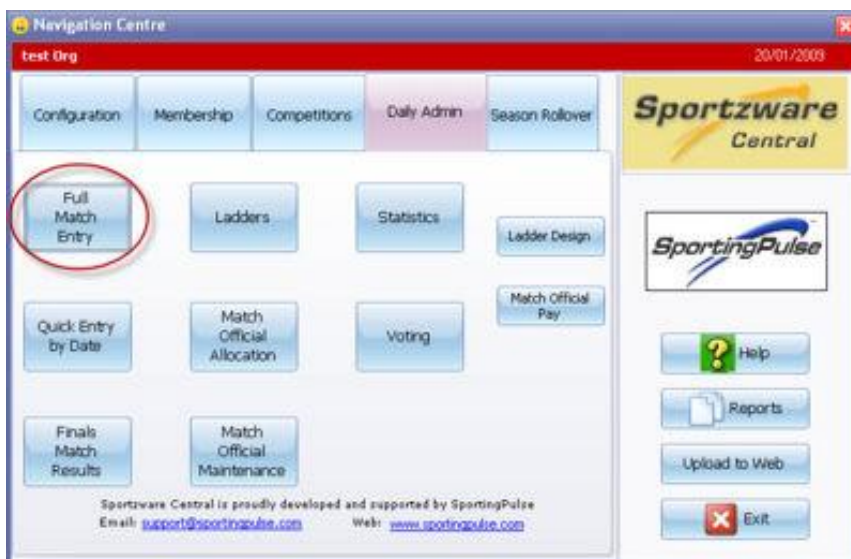 Navigation Centre
test Org
20/01/2009
Configuration
Membership
Competitions
Daily Admin
Season Rollover
Sportzware
Central
Full
Match
Entry
Ladders
Statistics
Ladder Design
SportingPulse
Quick Entry
by Date
Match
Official
Allocation
Voting
Match Official
Pay
Help
Reports
Finals
Match
Results
Match
Official
Maintenance
Upload to Web
Exit
Sportzware Central is proudly developed and supported by SportingPulse
Email: support@sportingpulse.com Web: www.sportingpulse.com